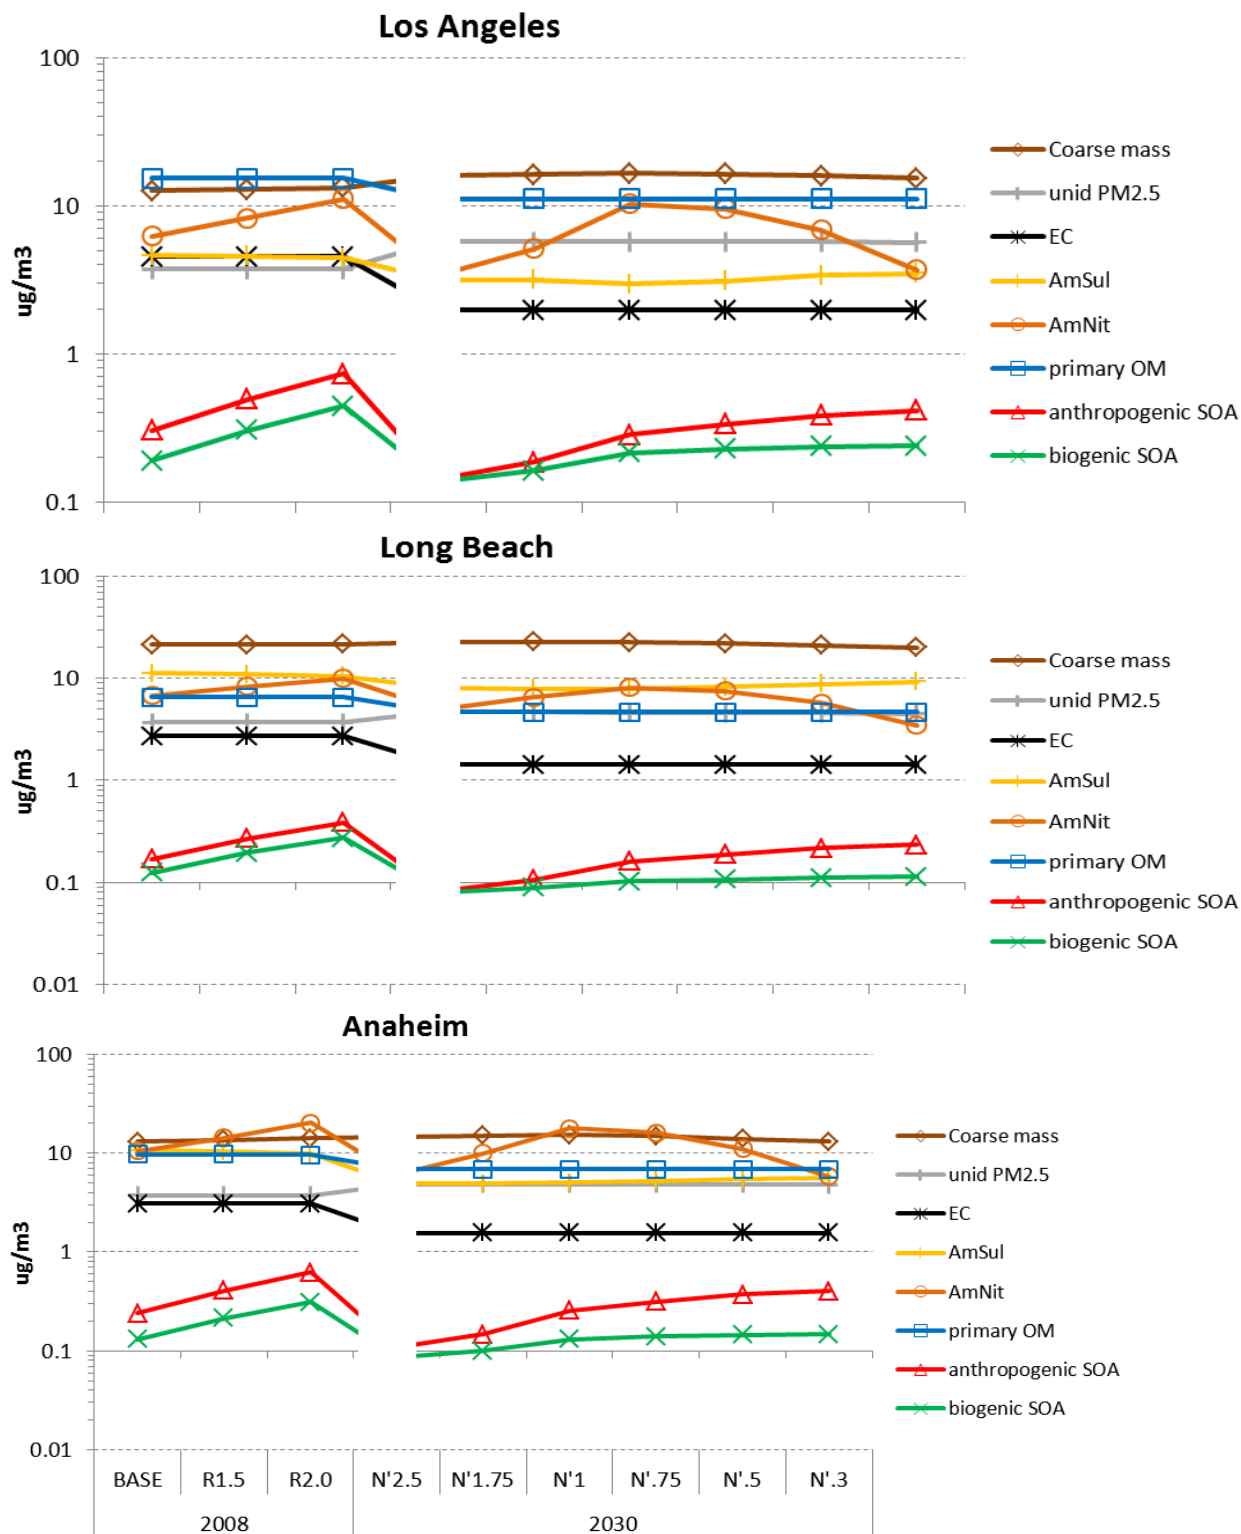 Los Angeles
100
10
1
0.1
ug/m3
Coarse mass
unid PM2.5
EC
AmSul
AmNit
primary OM
anthropogenic SOA
biogenic SOA
Long Beach
100
10
1
0.1
0.01
ug/m3
Coarse mass
unid PM2.5
EC
AmSul
AmNit
primary OM
anthropogenic SOA
biogenic SOA
Anaheim
100
10
1
0.1
0.01
ug/m3
Coarse mass
unid PM2.5
EC
AmSul
AmNit
primary OM
anthropogenic SOA
biogenic SOA
BASE R1.5 R2.0 N'2.5 N'1.75 N'1 N'.75 N'.5 N'.3
2008 2030